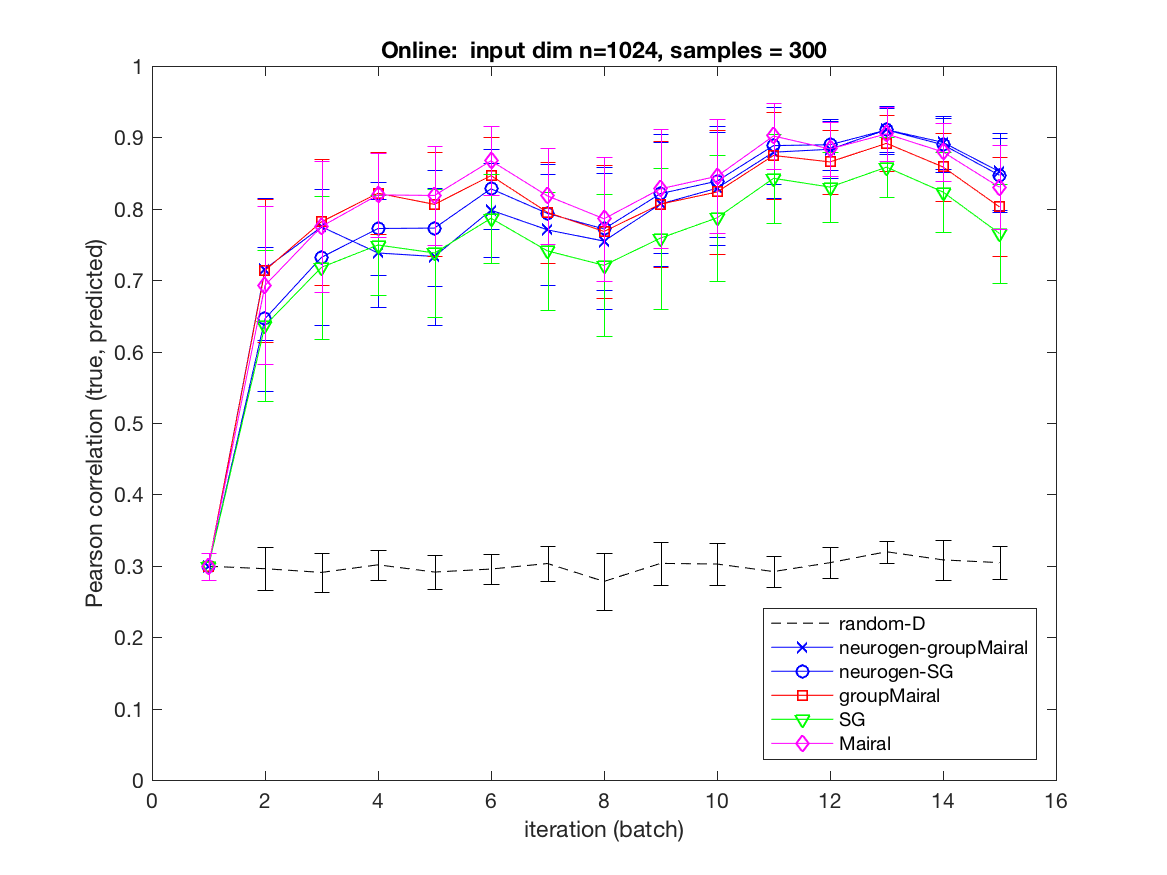 Online:  input dim n=1024, samples = 300
1
0.9
0.8
0.7
0.6
0.5
0.4
0.3
0.2
0.1
0
Pearson correlation (true, predicted)
0 2 4 6 8 10 12 14 16
iteration (batch)
random-D
neurogen-groupMairal
neurogen-SG
groupMairal
SG
Mairal